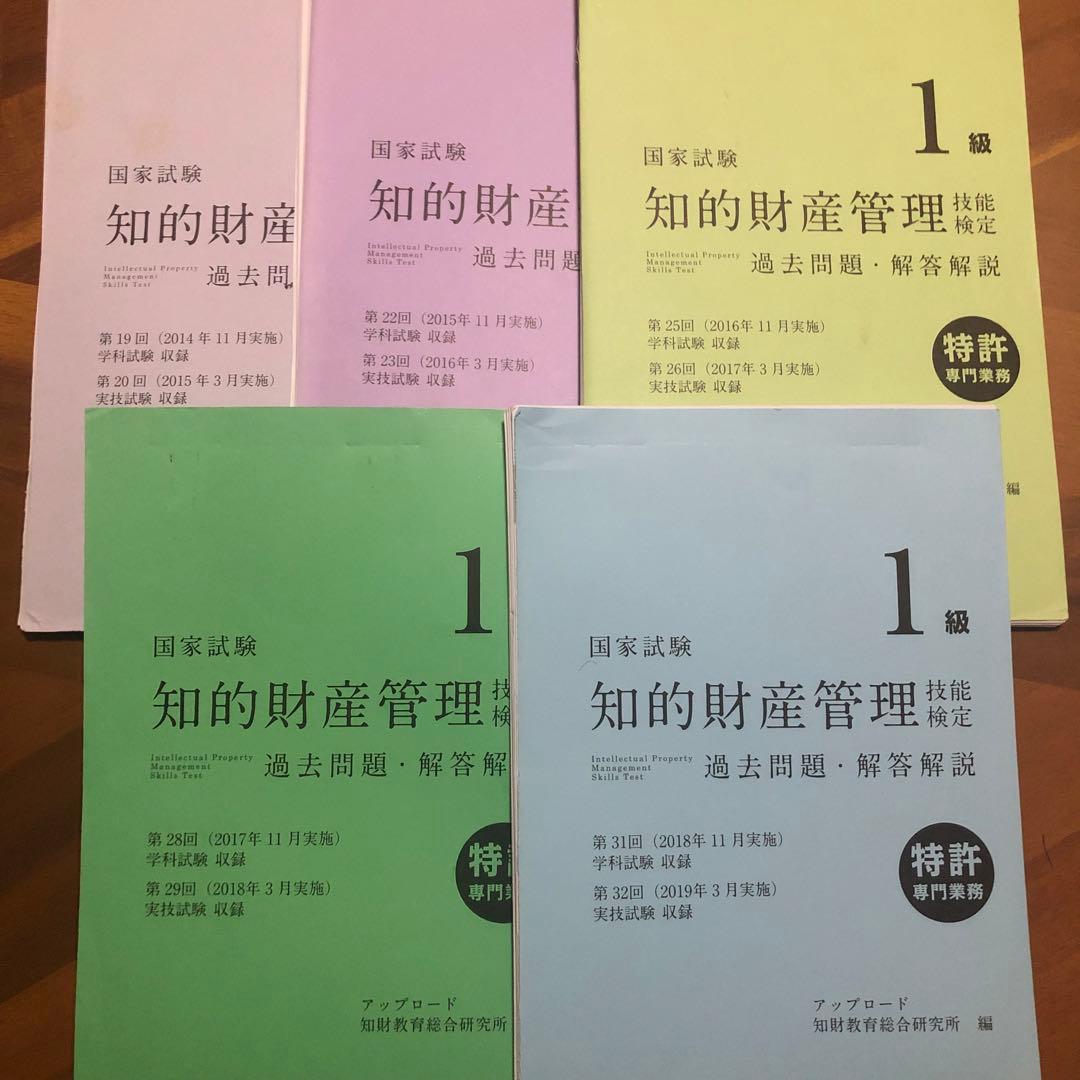 国家試験
知的財産
Intellectual Property
Management
Skills Test
過去問
第19回（2014年11月実施）
学科試験 収録
第20回（2015年3月実施）
実技試験 収録
国家試験
知的財産
Intellectual Property
Management
Skills Test
過去問題
第22回（2015年11月実施）
学科試験 収録
第23回（2016年3月実施）
実技試験 収録
1級
国家試験
知的財産管理 技能検定
Intellectual Property
Management
Skills Test
過去問題・解答解説
第25回（2016年11月実施）
学科試験 収録
第26回（2017年3月実施）
実技試験 収録
特許
専門業務
編
1
国家試験
知的財産管理
Intellectual Property
Management
Skills Test
過去問題・解答解
第28回（2017年11月実施）
学科試験 収録
第29回（2018年3月実施）
実技試験 収録
特
専門
アップロード
知財教育総合研究所
1級
国家試験
知的財産管理 技能検定
Intellectual Property
Management
Skills Test
過去問題・解答解説
第31回（2018年11月実施）
学科試験 収録
第32回（2019年3月実施）
実技試験 収録
特許
専門業務
アップロード
知財教育総合研究所 編